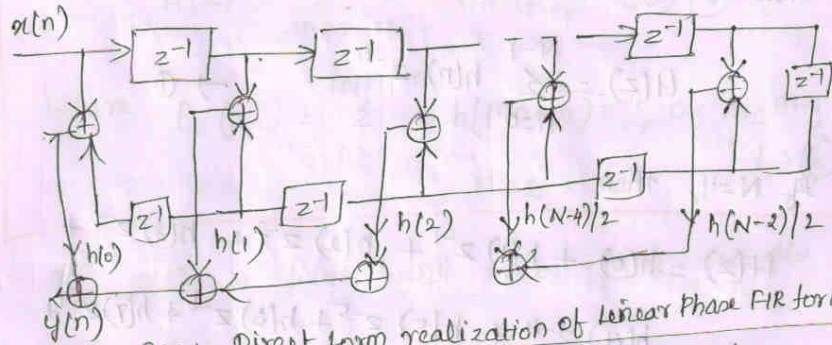 x(n)
z⁻¹ z⁻¹ z⁻¹
z⁻¹
z⁻¹ z⁻¹ z⁻¹
h(0) h(1) h(2) h(N-4)/2 h(N-2)/2
y(n)
Direct form realization of Linear Phase FIR for